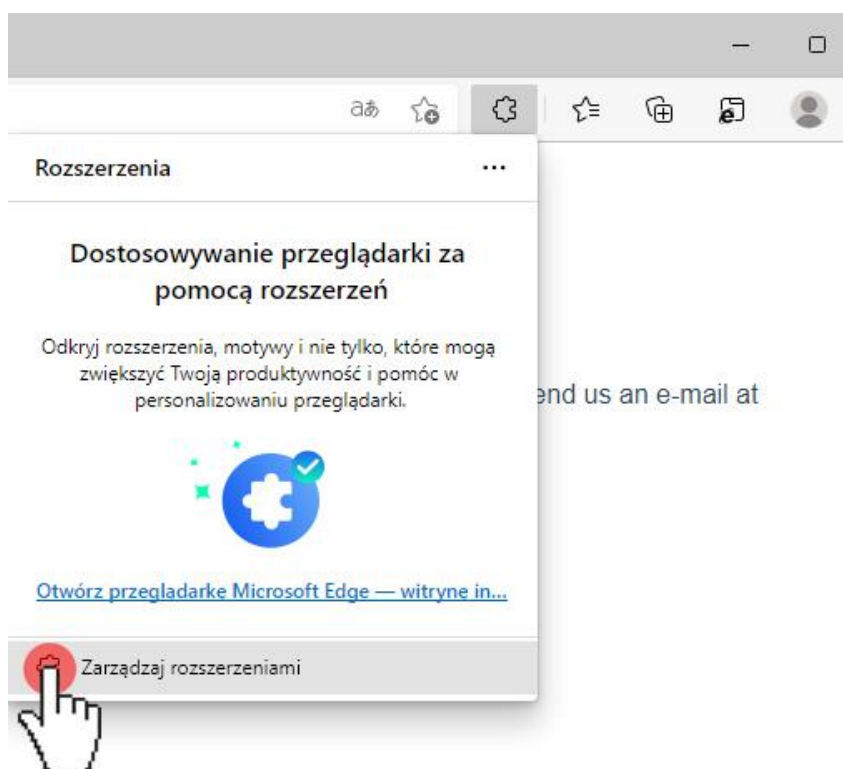 aあ
Rozszerzenia
Dostosowywanie przeglądarki za
pomocą rozszerzeń
Odkryj rozszerzenia, motywy i nie tylko, które mogą
zwiększyć Twoją produktywność i pomóc w
personalizowaniu przeglądarki.
end us an e-mail at
Otwórz przegladarke Microsoft Edge — witryne in...
Zarządzaj rozszerzeniami